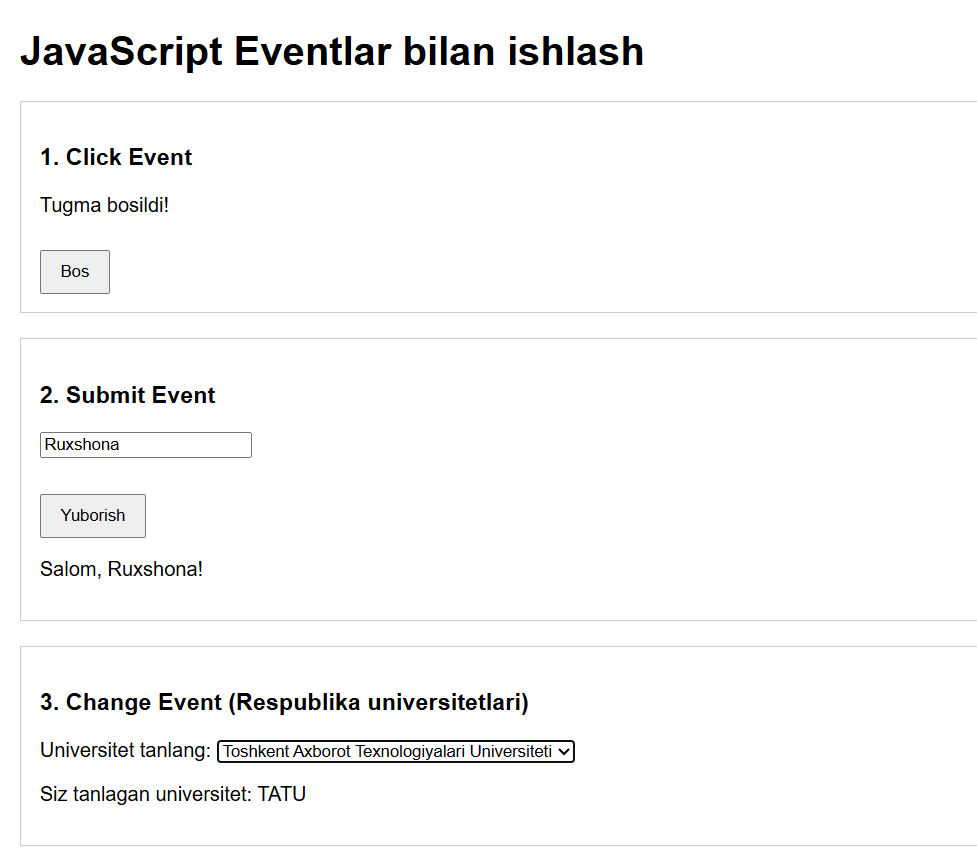 JavaScript Eventlar bilan ishlash
1. Click Event
Tugma bosildi!
Bos
2. Submit Event
Ruxshona
Yuborish
Salom, Ruxshona!
3. Change Event (Respublika universitetlari)
Universitet tanlang: Toshkent Axborot Texnologiyalari Universiteti
Siz tanlagan universitet: TATU